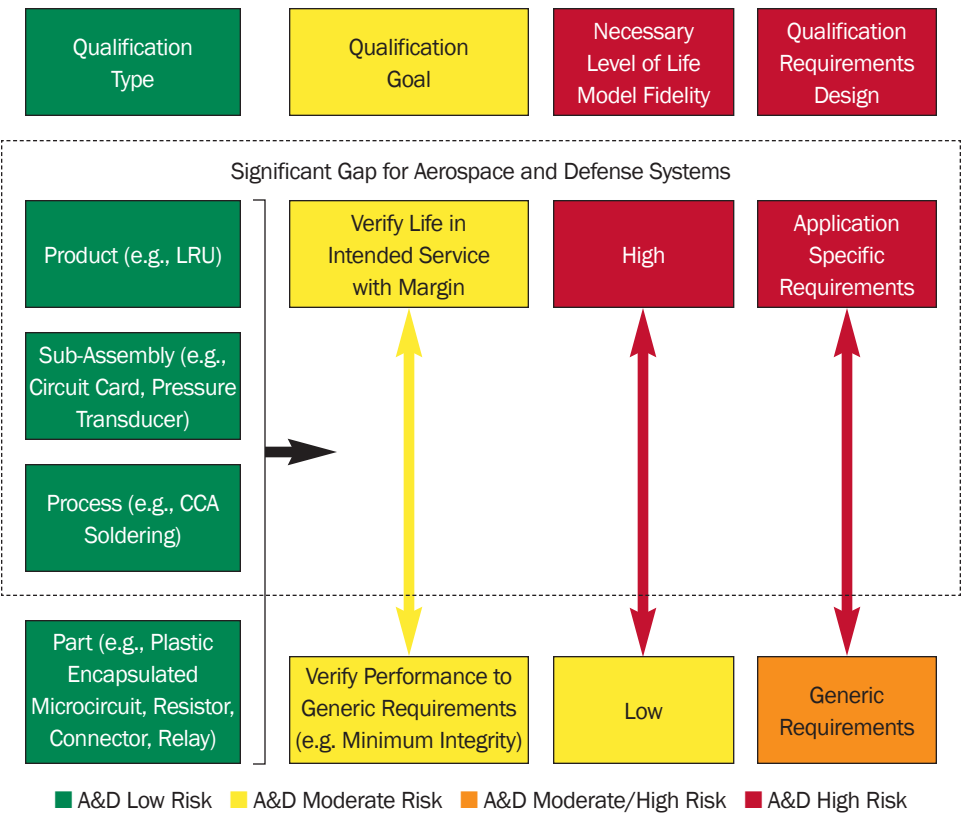 Qualification
Type
Qualification
Goal
Necessary
Level of Life
Model Fidelity
Qualification
Requirements
Design
Significant Gap for Aerospace and Defense Systems
Product (e.g., LRU)
Verify Life in
Intended Service
with Margin
High
Application
Specific
Requirements
Sub-Assembly (e.g.,
Circuit Card, Pressure
Transducer)
Process (e.g., CCA
Soldering)
Part (e.g., Plastic
Encapsulated
Microcircuit, Resistor,
Connector, Relay)
Verify Performance to
Generic Requirements
(e.g. Minimum Integrity)
Low
Generic
Requirements
A&D Low Risk A&D Moderate Risk A&D Moderate/High Risk A&D High Risk